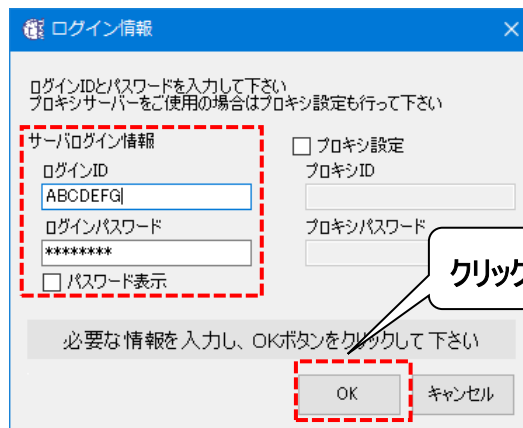 ログイン情報
ログインIDとパスワードを入力して下さい
プロキシサーバーをご使用の場合はプロキシ設定も行って下さい
サーバログイン情報
ログインID
ABCDEFG
ログインパスワード
********
パスワード表示
プロキシ設定
プロキシID
プロキシパスワード
クリック
必要な情報を入力し、OKボタンをクリックして下さい
OK
キャンセル